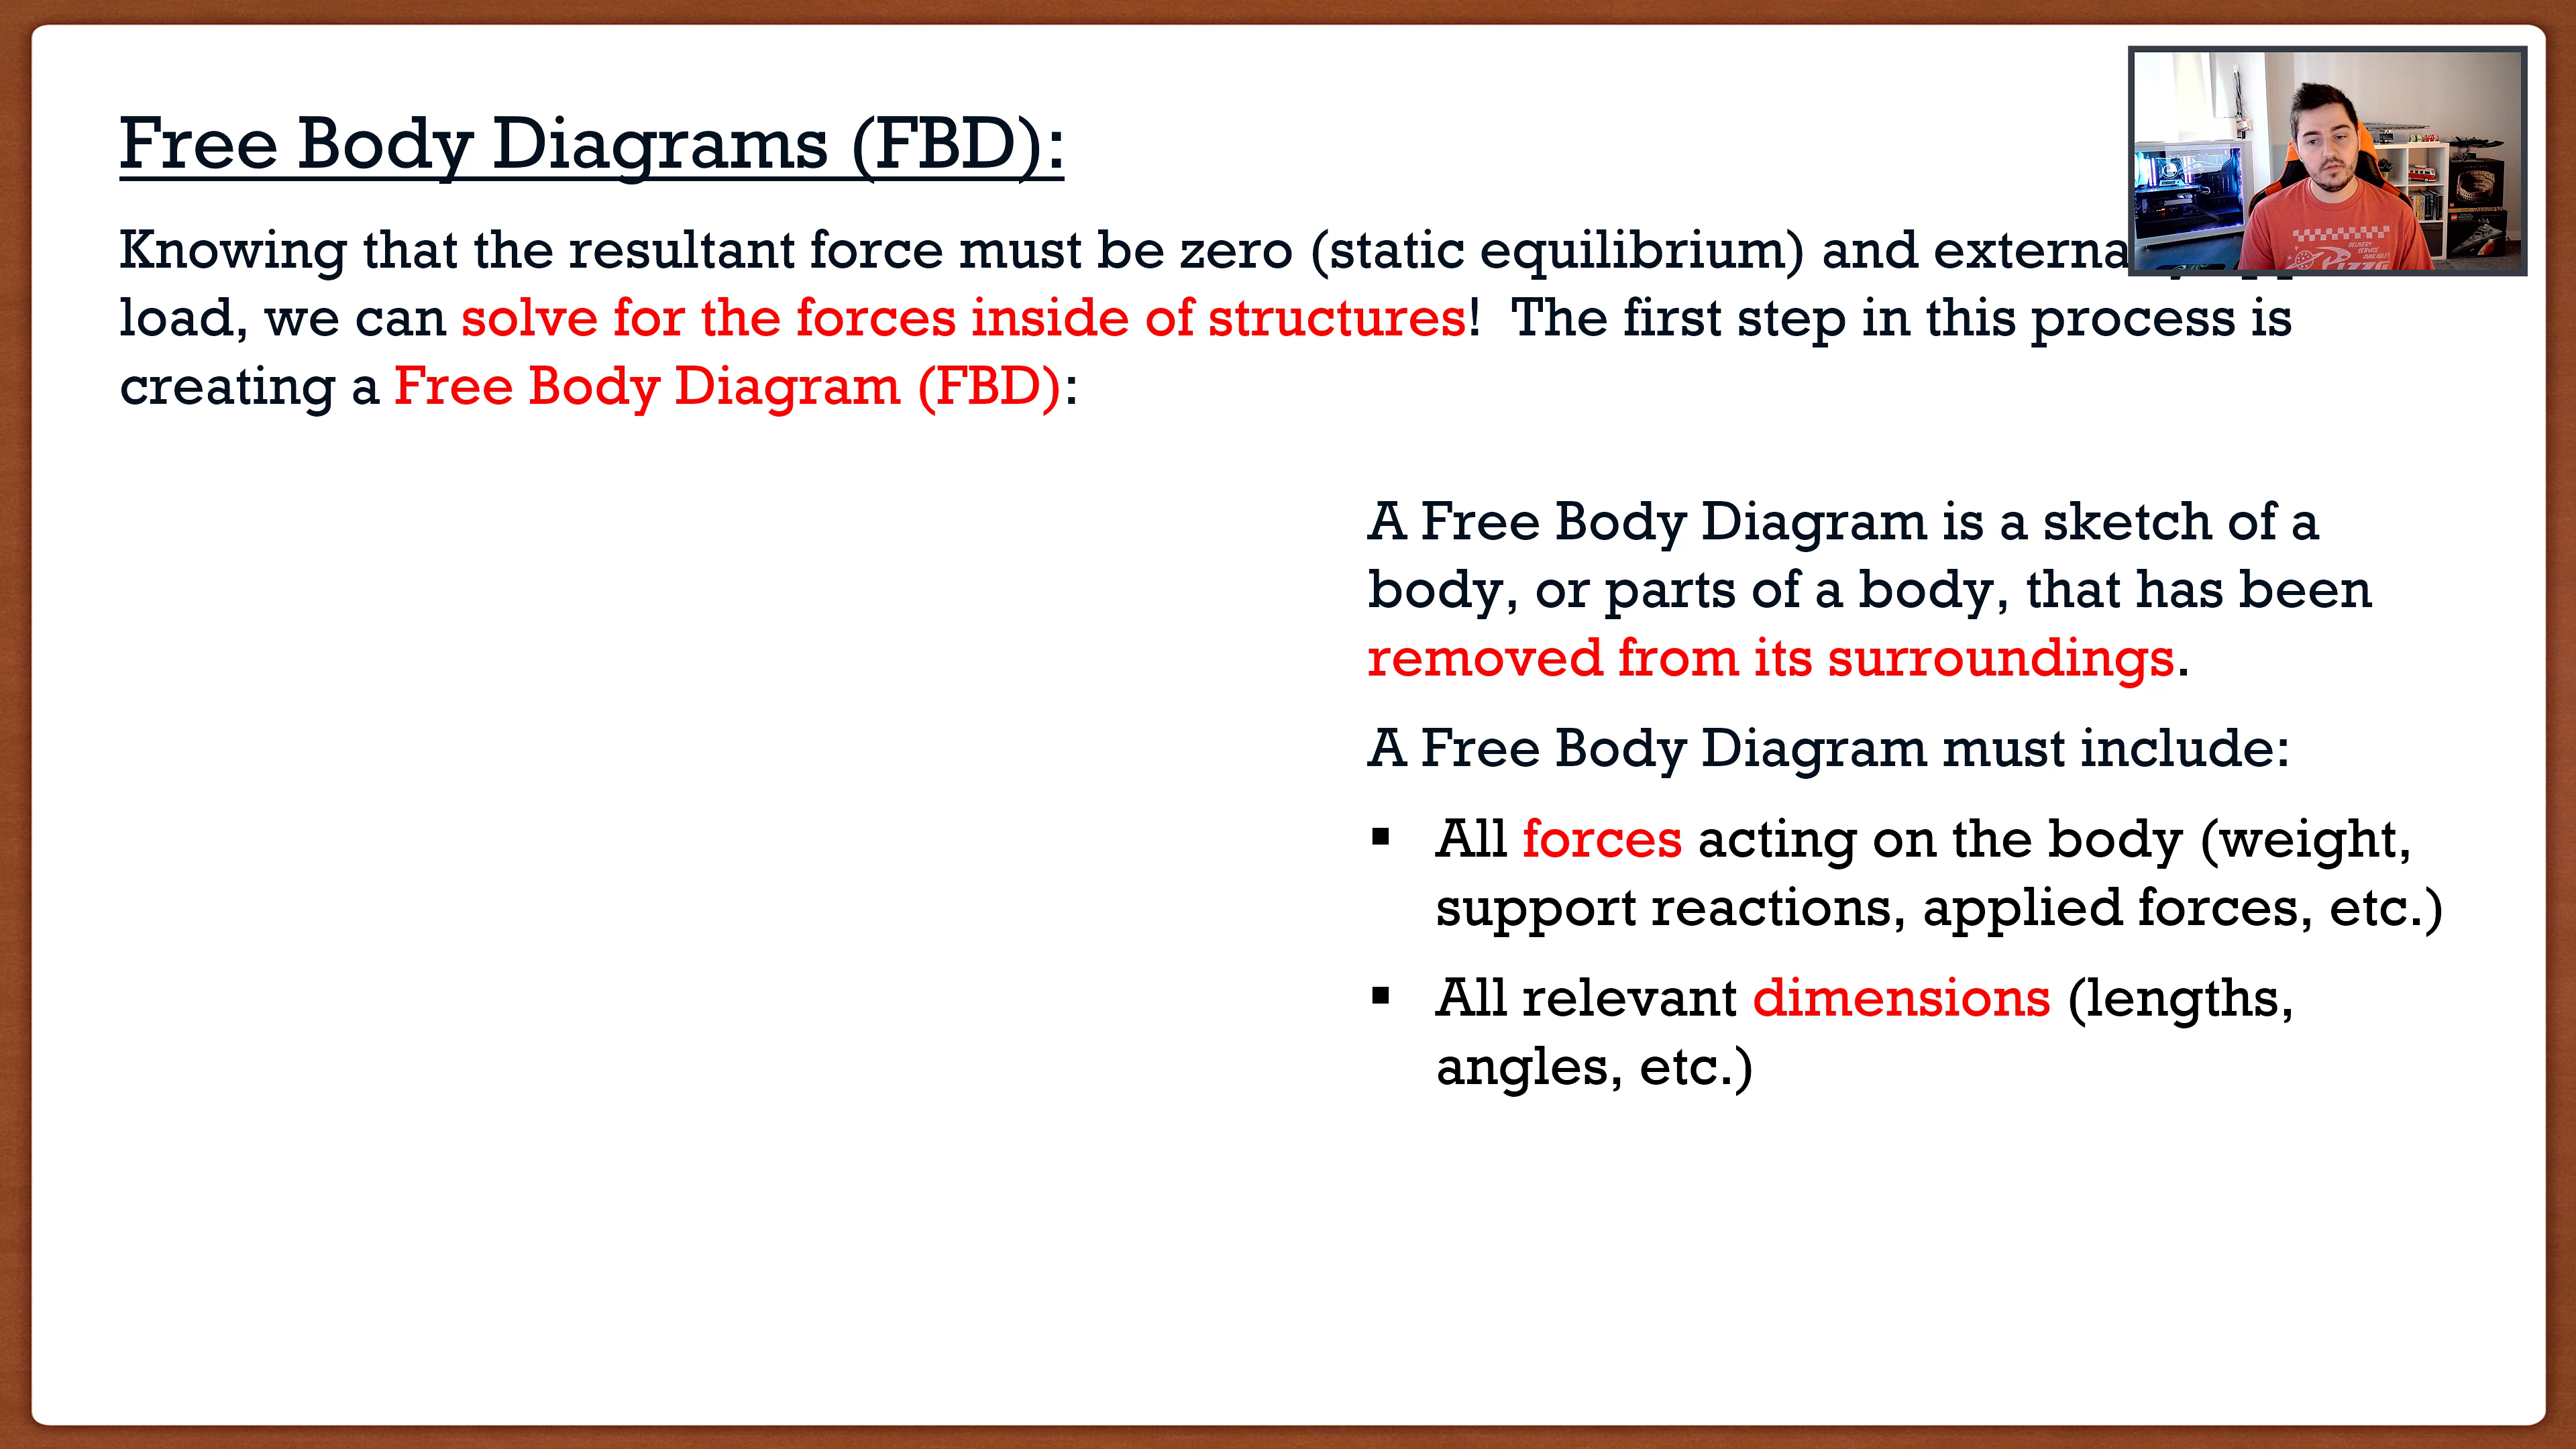 Free Body Diagrams (FBD):
Knowing that the resultant force must be zero (static equilibrium) and
load, we can solve for the forces inside of structures!  The first step in this process is
creating a Free Body Diagram (FBD):
A Free Body Diagram is a sketch of a
body, or parts of a body, that has been
removed from its surroundings.
A Free Body Diagram must include:
▪ All forces acting on the body (weight,
support reactions, applied forces, etc.)
▪ All relevant dimensions (lengths,
angles, etc.)
DELIVERY
SERVICE
AVAILABLE